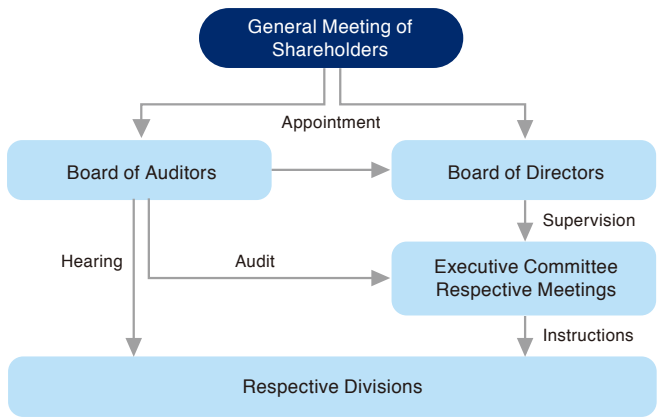 General Meeting of
Shareholders
Appointment
Board of Auditors
Board of Directors
Supervision
Hearing
Audit
Executive Committee
Respective Meetings
Instructions
Respective Divisions